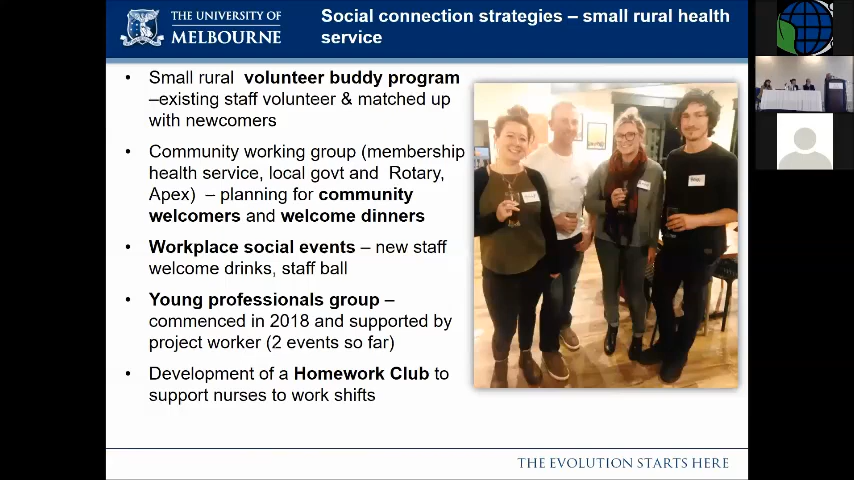 THE UNIVERSITY OF
MELBOURNE
Social connection strategies – small rural health
service
• Small rural volunteer buddy program
–existing staff volunteer & matched up
with newcomers
• Community working group (membership
health service, local govt and Rotary,
Apex) – planning for community
welcomers and welcome dinners
• Workplace social events – new staff
welcome drinks, staff ball
• Young professionals group –
commenced in 2018 and supported by
project worker (2 events so far)
• Development of a Homework Club to
support nurses to work shifts
THE EVOLUTION STARTS HERE